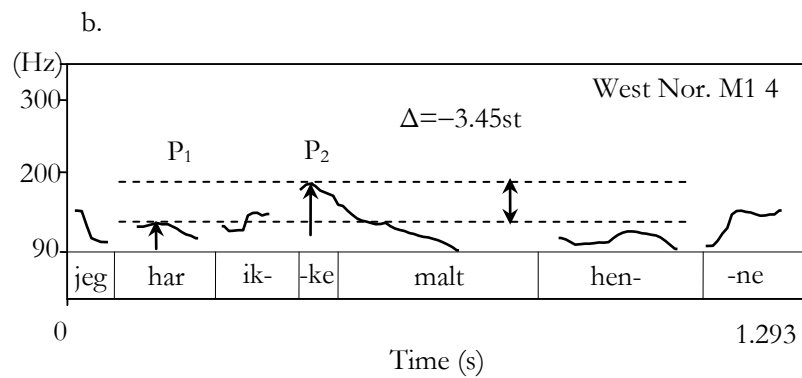 b.
(Hz)
300
West Nor. M1 4
Δ=−3.45st
P₁ P₂
200
90
jeg har ik- -ke malt hen- -ne
0 1.293
Time (s)